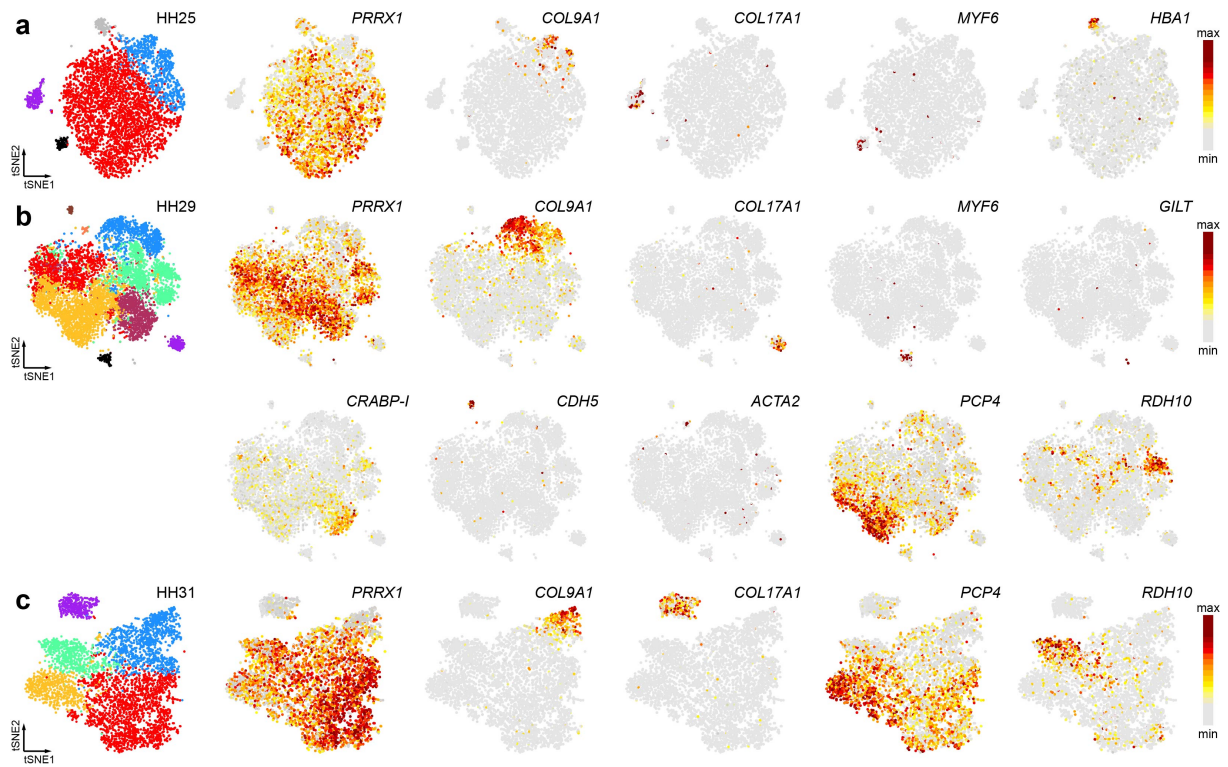 a HH25 PRRX1 COL9A1 COL17A1 MYF6 HBA1
max
min
tSNE2
tSNE1
b HH29 PRRX1 COL9A1 COL17A1 MYF6 GILT
max
min
tSNE2
tSNE1
CRABP-I CDH5 ACTA2 PCP4 RDH10
c HH31 PRRX1 COL9A1 COL17A1 PCP4 RDH10
max
min
tSNE2
tSNE1